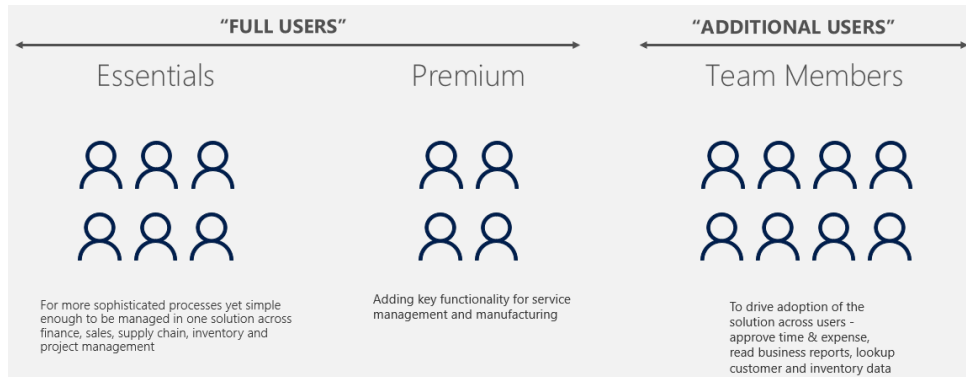 “FULL USERS”
“ADDITIONAL USERS”
Essentials
Premium
Team Members
For more sophisticated processes yet simple
enough to be managed in one solution across
finance, sales, supply chain, inventory and
project management
Adding key functionality for service
management and manufacturing
To drive adoption of the
solution across users -
approve time & expense,
read business reports, lookup
customer and inventory data